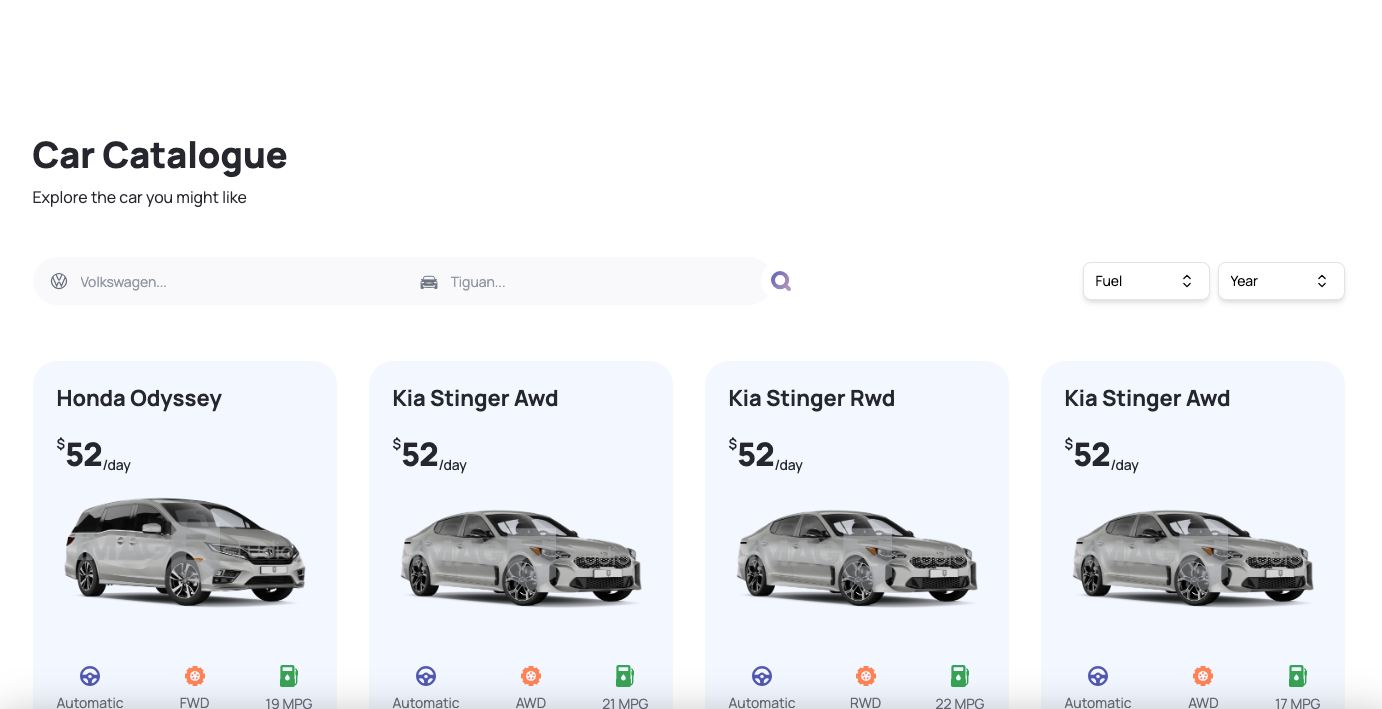 Car Catalogue
Explore the car you might like
Volkswagen... Tiguan... Fuel Year
Honda Odyssey
$52/day
Automatic FWD 19 MPG
Kia Stinger Awd
$52/day
Automatic AWD 21 MPG
Kia Stinger Rwd
$52/day
Automatic RWD 22 MPG
Kia Stinger Awd
$52/day
Automatic AWD 17 MPG